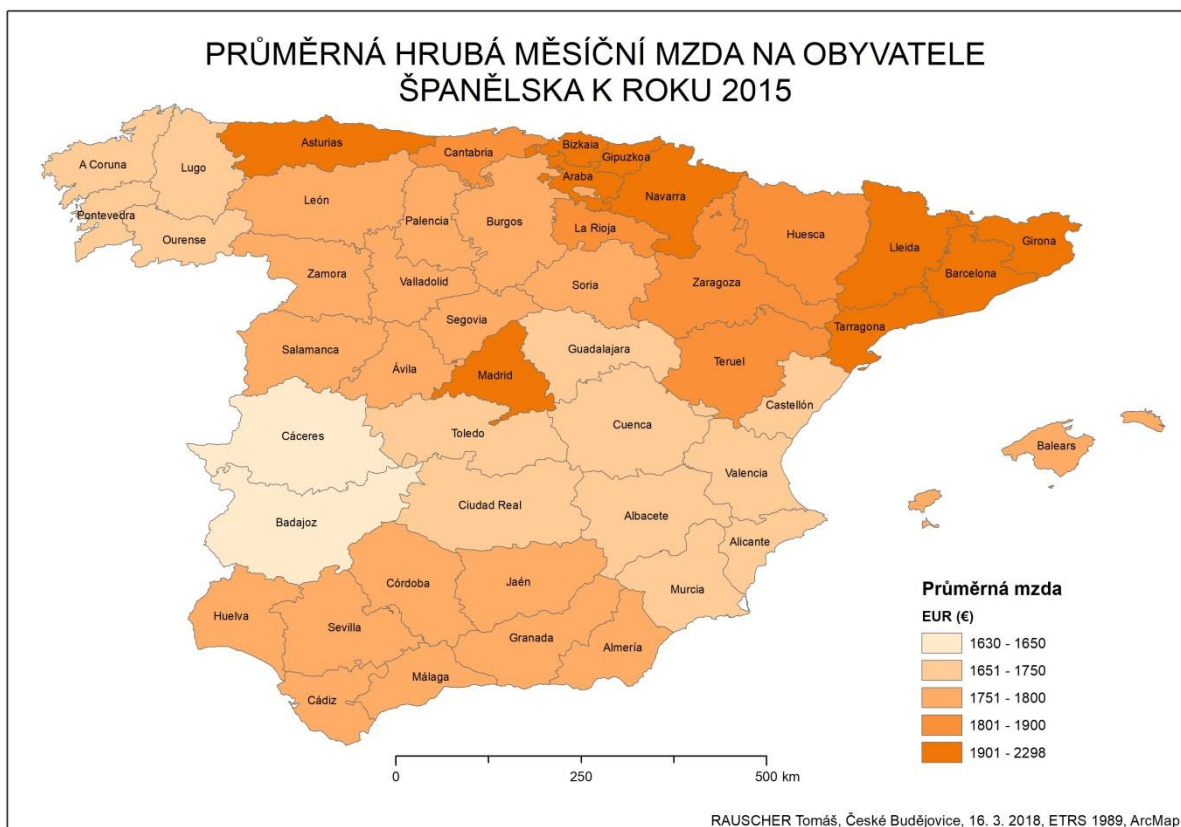 PRŮMĚRNÁ HRUBÁ MĚSÍČNÍ MZDA NA OBYVATELE
ŠPANĚLSKA K ROKU 2015
Asturias
Cantabria
Bizkaia
Gipuzkoa
Araba
Navarra
A Coruna
Lugo
Pontevedra
Ourense
León
Palencia
Burgos
La Rioja
Huesca
Lleida
Girona
Barcelona
Zamora
Valladolid
Soria
Zaragoza
Tarragona
Salamanca
Segovia
Ávila
Madrid
Guadalajara
Teruel
Castellón
Cáceres
Toledo
Cuenca
Valencia
Balears
Badajoz
Ciudad Real
Albacete
Alicante
Murcia
Huelva
Sevilla
Córdoba
Jaén
Granada
Almería
Málaga
Cádiz
Průměrná mzda
EUR (€)
1630 - 1650
1651 - 1750
1751 - 1800
1801 - 1900
1901 - 2298
0 250 500 km
RAUSCHER Tomáš, České Budějovice, 16. 3. 2018, ETRS 1989, ArcMap